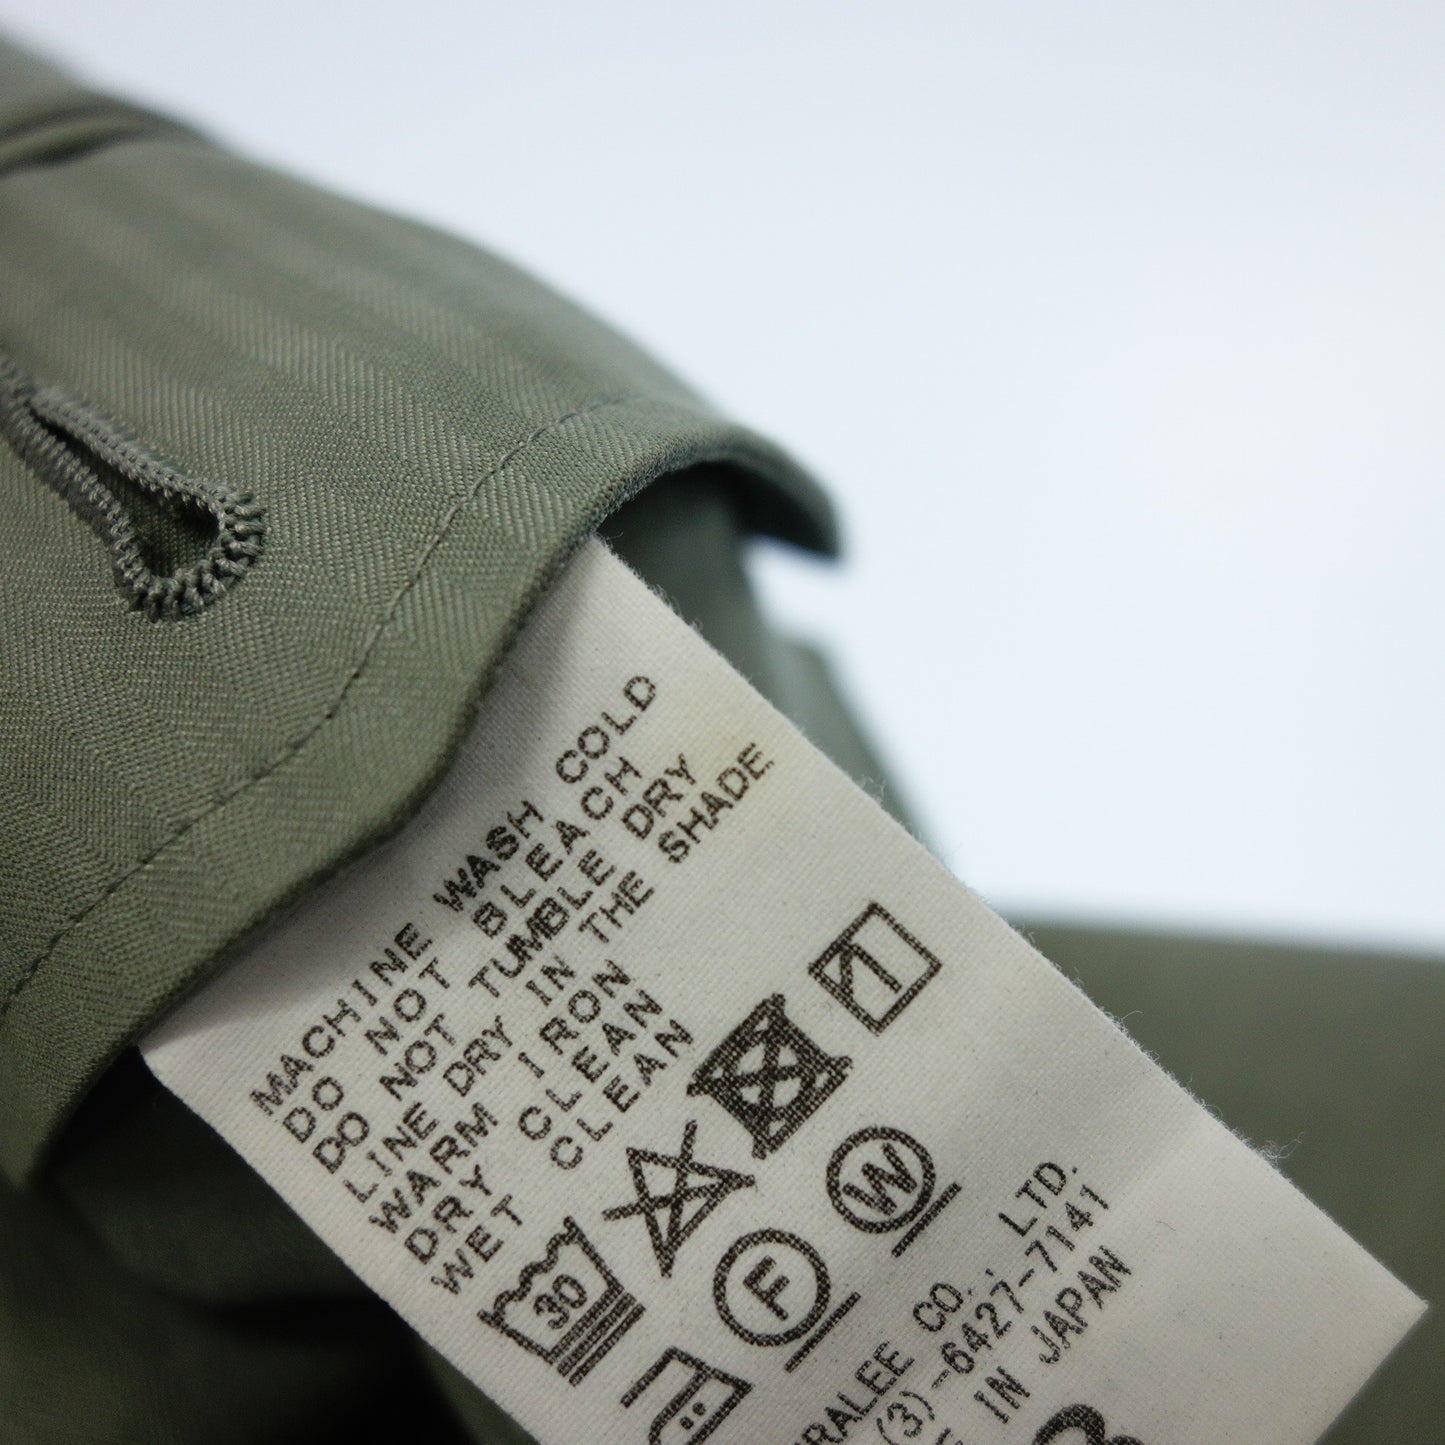 MACHINE WASH COLD
DO NOT BLEACH
DO NOT TUMBLE DRY
LINE DRY IN THE SHADE
WARM IRON
DRY CLEAN
WET CLEAN
30
F
W
CO., LTD.
(3)-6427-7141
IN JAPAN